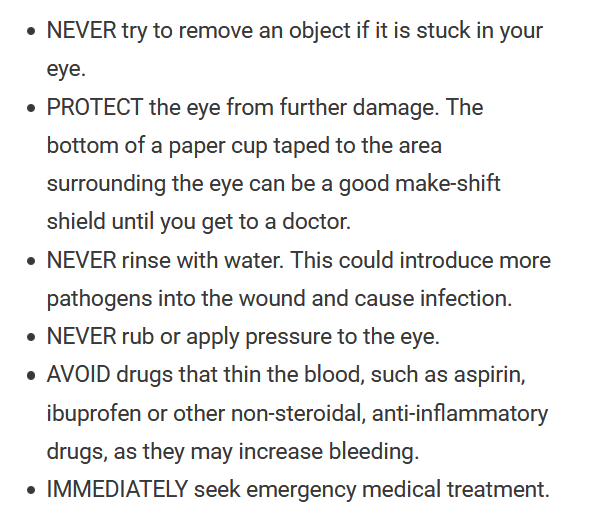 • NEVER try to remove an object if it is stuck in your
eye.
• PROTECT the eye from further damage. The
bottom of a paper cup taped to the area
surrounding the eye can be a good make-shift
shield until you get to a doctor.
• NEVER rinse with water. This could introduce more
pathogens into the wound and cause infection.
• NEVER rub or apply pressure to the eye.
• AVOID drugs that thin the blood, such as aspirin,
ibuprofen or other non-steroidal, anti-inflammatory
drugs, as they may increase bleeding.
• IMMEDIATELY seek emergency medical treatment.